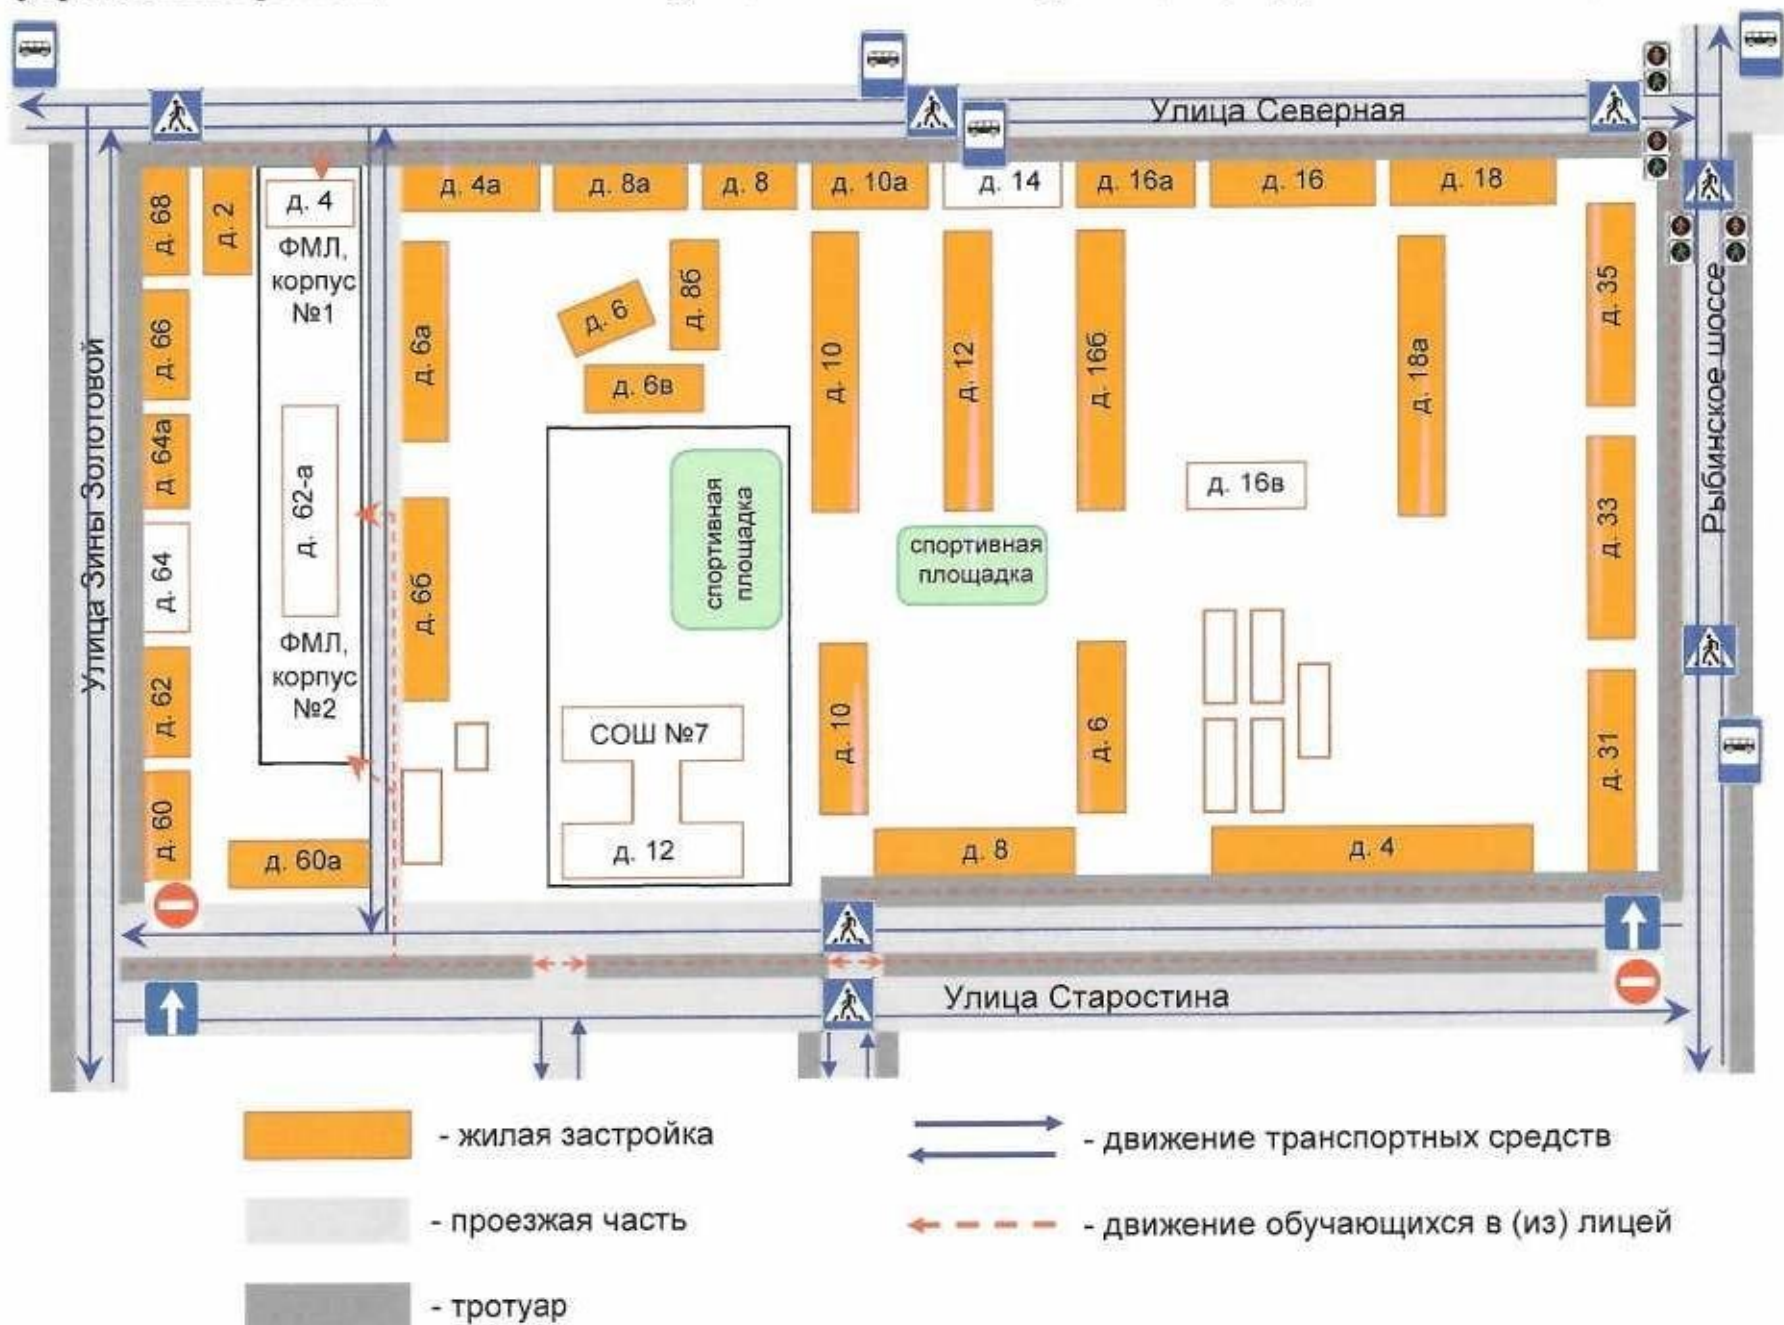 Улица Северная
д. 4
д. 4а
д. 8а
д. 8
д. 10а
д. 14
д. 16а
д. 16
д. 18
д. 68
д. 2
ФМЛ,
корпус
№1
д. 66
д. 64а
д. 64
д. 62
д. 60
д. 62-а
ФМЛ,
корпус
№2
д. 60а
Улица Зины Золотовой
д. 6а
д. 6б
д. 6
д. 8б
д. 6в
спортивная
площадка
СОШ №7
д. 12
д. 10
д. 12
д. 16б
д. 18а
д. 16в
спортивная
площадка
д. 10
д. 6
д. 8
д. 4
д. 35
д. 33
д. 31
Рыбинское шоссе
Улица Старостина
- жилая застройка
- движение транспортных средств
- проезжая часть
- движение обучающихся в (из) лицей
- тротуар